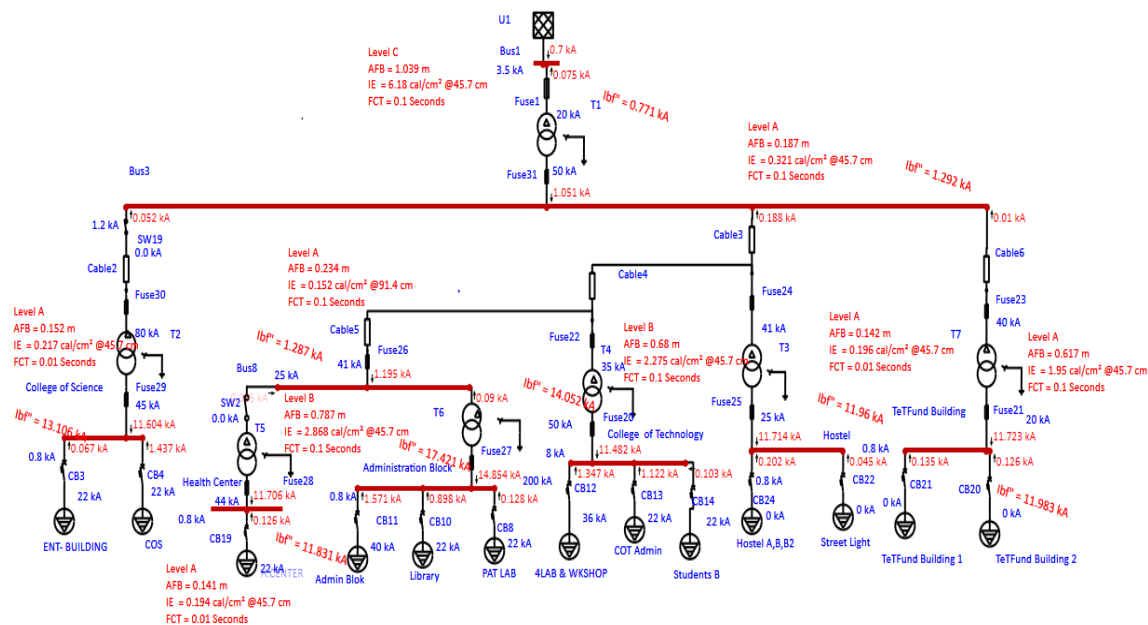 U1
Bus1
0.7 kA
3.5 kA
0.075 kA
Level C
AFB = 1.039 m
IE = 6.18 cal/cm² @45.7 cm
FCT = 0.1 Seconds
Fuse1
20 kA
T1
Ibf" = 0.771 kA
Fuse31
50 kA
1.051 kA
Level A
AFB = 0.187 m
IE = 0.321 cal/cm² @45.7 cm
FCT = 0.1 Seconds
Ibf" = 1.292 kA
Bus3
0.052 kA
1.2 kA
SW19
0.0 kA
Cable2
Fuse30
80 kA
T2
Level A
AFB = 0.152 m
IE = 0.217 cal/cm² @45.7 cm
FCT = 0.01 Seconds
College of Science
Fuse29
45 kA
Ibf" = 13.106 kA
11.604 kA
0.067 kA
1.437 kA
0.8 kA
CB3
CB4
22 kA
22 kA
ENT- BUILDING
COS
Level A
AFB = 0.234 m
IE = 0.152 cal/cm² @91.4 cm
FCT = 0.1 Seconds
Cable5
Ibf" = 1.287 kA
Fuse26
41 kA
1.195 kA
Bus8
25 kA
SW2
0.0 kA
T5
Level B
AFB = 0.787 m
IE = 2.868 cal/cm² @45.7 cm
FCT = 0.1 Seconds
Fuse28
Health Center
44 kA
11.706 kA
0.8 kA
0.126 kA
CB19
Ibf" = 11.831 kA
22 kA
H.CENTER
Level A
AFB = 0.141 m
IE = 0.194 cal/cm² @45.7 cm
FCT = 0.01 Seconds
0.09 kA
T6
Ibf" = 17.421 kA
Fuse27
Administration Block
14.854 kA
200 kA
0.8 kA
1.571 kA
0.898 kA
0.128 kA
CB11
CB10
CB8
40 kA
22 kA
22 kA
Admin Blok
Library
PAT LAB
0.188 kA
Cable3
Cable4
Fuse22
T4
35 kA
Level B
AFB = 0.68 m
IE = 2.275 cal/cm² @45.7 cm
FCT = 0.1 Seconds
Ibf" = 14.052 kA
Fuse20
50 kA
College of Technology
8 kA
11.482 kA
1.347 kA
1.122 kA
0.103 kA
CB12
CB13
CB14
36 kA
22 kA
22 kA
4LAB & WKSHOP
COT Admin
Students B
Fuse24
41 kA
T3
Level A
AFB = 0.142 m
IE = 0.196 cal/cm² @45.7 cm
FCT = 0.01 Seconds
Fuse25
25 kA
Ibf" = 11.96 kA
11.714 kA
Hostel
0.202 kA
0.045 kA
0.8 kA
CB24
CB22
0 kA
0 kA
Hostel A,B,B2
Street Light
0.01 kA
Cable6
Fuse23
40 kA
T7
Level A
AFB = 0.617 m
IE = 1.95 cal/cm² @45.7 cm
FCT = 0.1 Seconds
TeTFund Building
Fuse21
20 kA
0.8 kA
11.723 kA
0.135 kA
0.126 kA
CB21
CB20
Ibf" = 11.983 kA
0 kA
0 kA
TeTFund Building 1
TeTFund Building 2